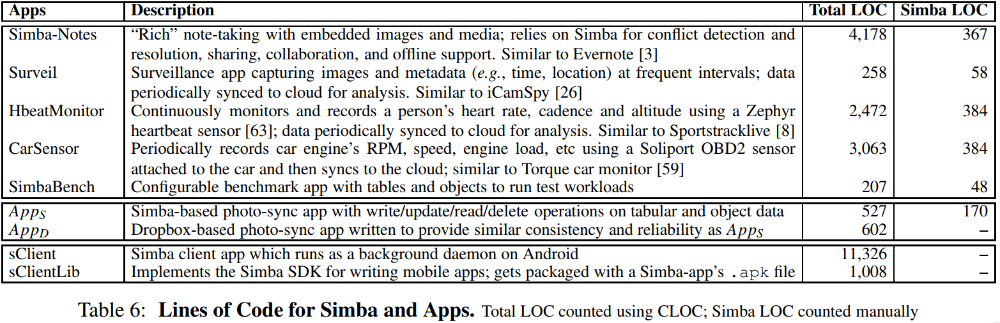 Apps Description Total LOC Simba LOC
Simba-Notes “Rich” note-taking with embedded images and media; relies on Simba for conflict detection and 4,178 367
resolution, sharing, collaboration, and offline support. Similar to Evernote [3]
Surveil Surveillance app capturing images and metadata (e.g., time, location) at frequent intervals; data 258 58
periodically synced to cloud for analysis. Similar to iCamSpy [26]
HbeatMonitor Continuously monitors and records a person’s heart rate, cadence and altitude using a Zephyr 2,472 384
heartbeat sensor [63]; data periodically synced to cloud for analysis. Similar to Sportstracklive [8]
CarSensor Periodically records car engine’s RPM, speed, engine load, etc using a Soliport OBD2 sensor 3,063 384
attached to the car and then syncs to the cloud; similar to Torque car monitor [59]
SimbaBench Configurable benchmark app with tables and objects to run test workloads 207 48
AppS Simba-based photo-sync app with write/update/read/delete operations on tabular and object data 527 170
AppD Dropbox-based photo-sync app written to provide similar consistency and reliability as AppS 602 –
sClient Simba client app which runs as a background daemon on Android 11,326 –
sClientLib Implements the Simba SDK for writing mobile apps; gets packaged with a Simba-app’s .apk file 1,008 –
Table 6: Lines of Code for Simba and Apps. Total LOC counted using CLOC; Simba LOC counted manually